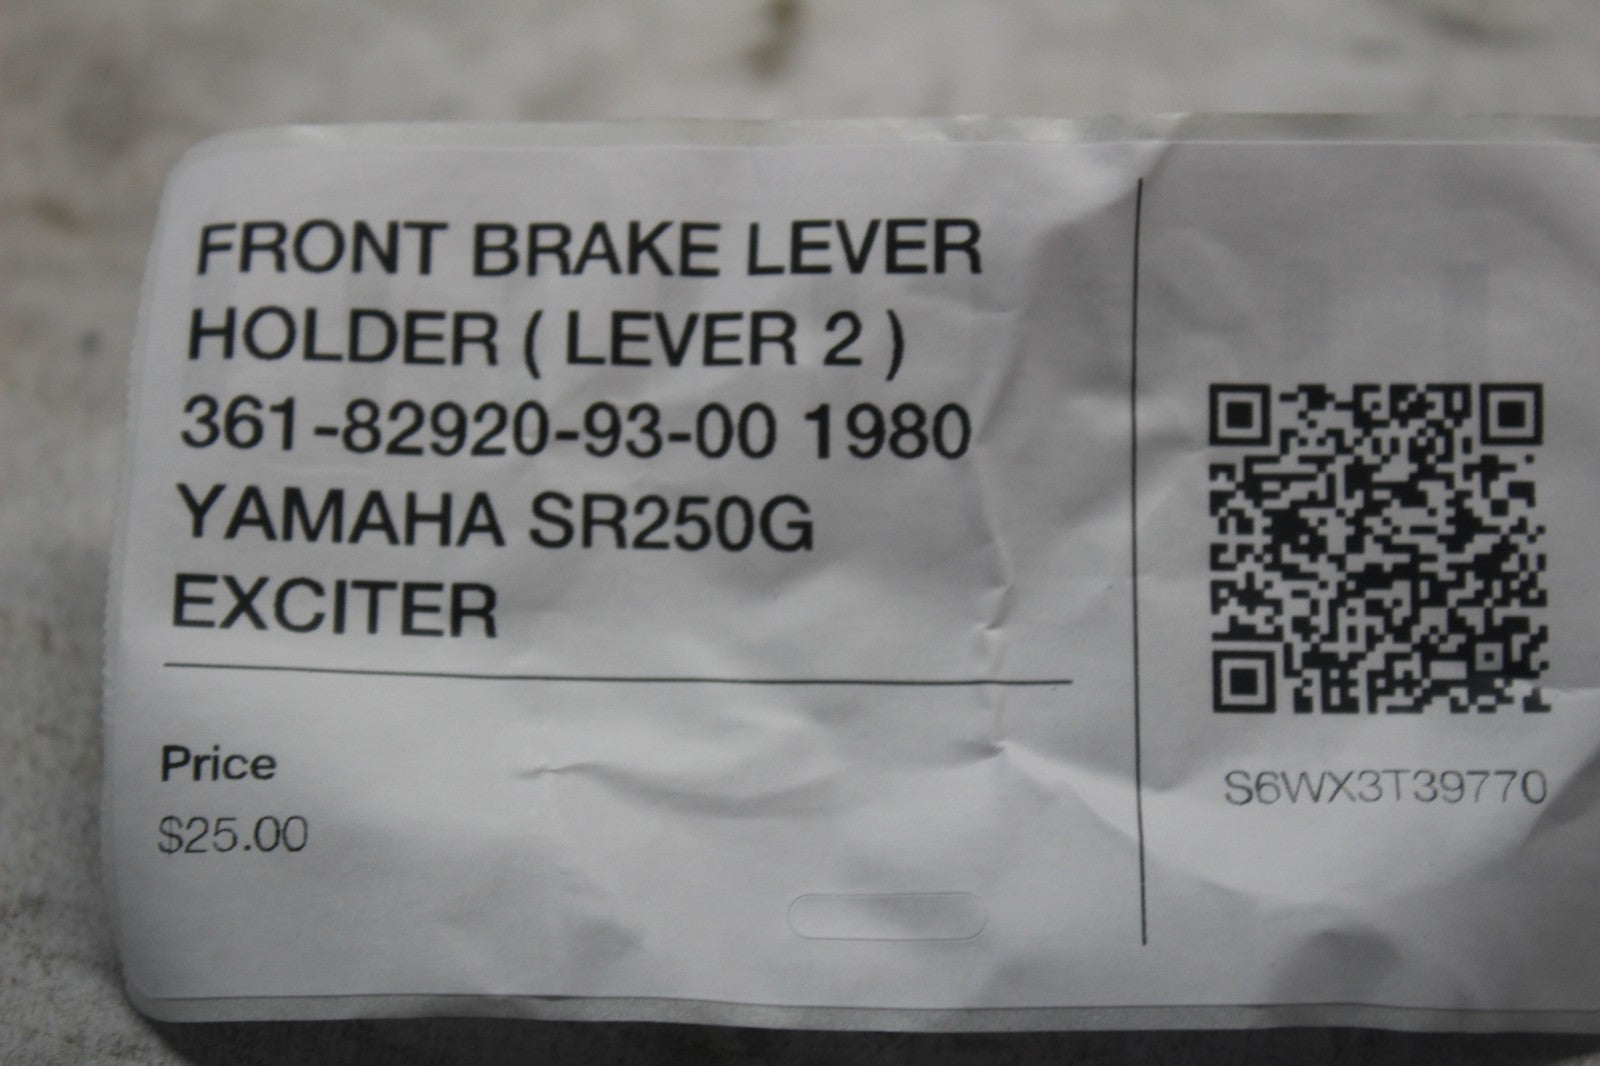 FRONT BRAKE LEVER
HOLDER ( LEVER 2 )
361-82920-93-00 1980
YAMAHA SR250G
EXCITER
Price
$25.00
S6WX3T39770